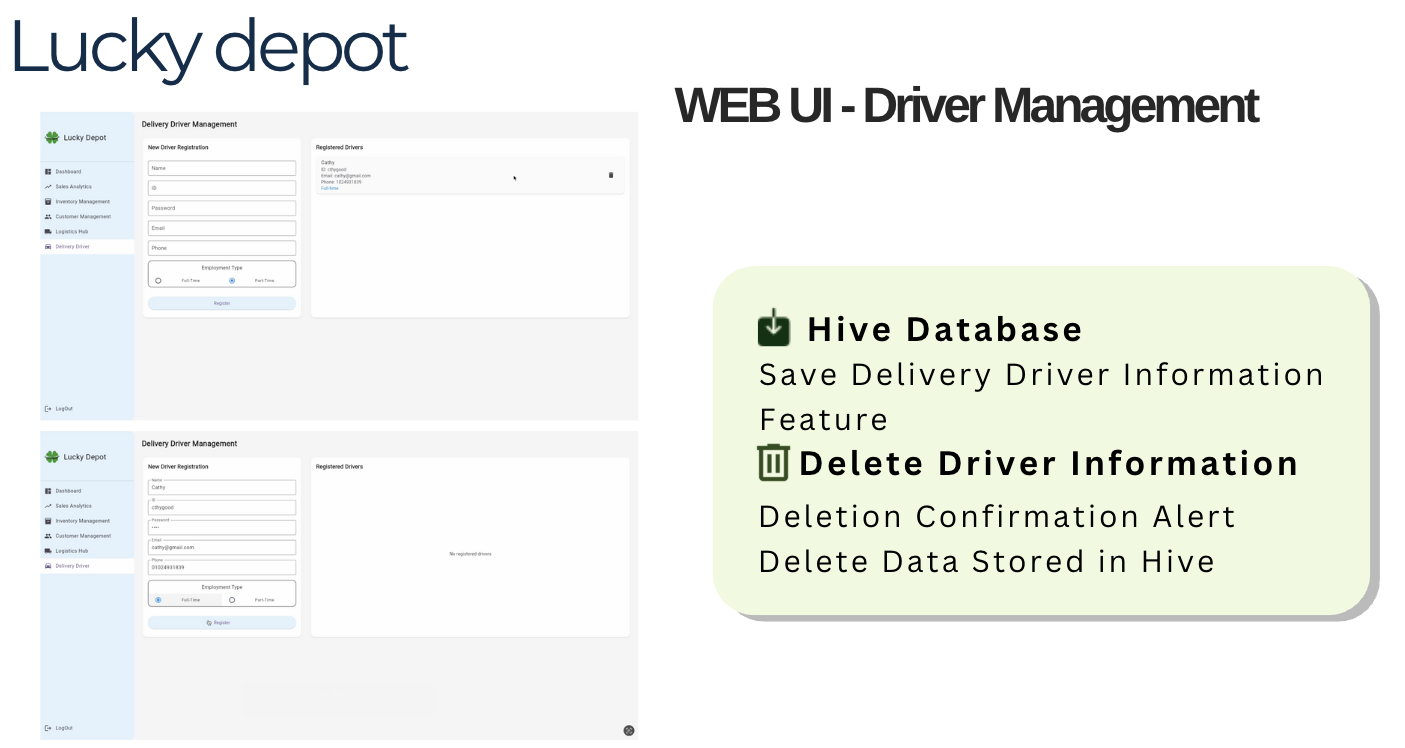 Lucky depot
WEB UI - Driver Management
Lucky Depot
Dashboard
Sales Analytics
Inventory Management
Customer Management
Logistics Hub
Delivery Driver
LogOut
Delivery Driver Management
New Driver Registration
Name
ID
Password
Email
Phone
Employment Type
Full-Time
Part-Time
Register
Registered Drivers
Cathy
ID: cthygood
Email: cathy@gmail.com
Phone: 1024931839
Full-time
Lucky Depot
Dashboard
Sales Analytics
Inventory Management
Customer Management
Logistics Hub
Delivery Driver
LogOut
Delivery Driver Management
New Driver Registration
Name
Cathy
ID
cthygood
Password
Email
cathy@gmail.com
Phone
01024931839
Employment Type
Full-Time
Part-Time
Register
Registered Drivers
No registered drivers
Hive Database
Save Delivery Driver Information
Feature
Delete Driver Information
Deletion Confirmation Alert
Delete Data Stored in Hive